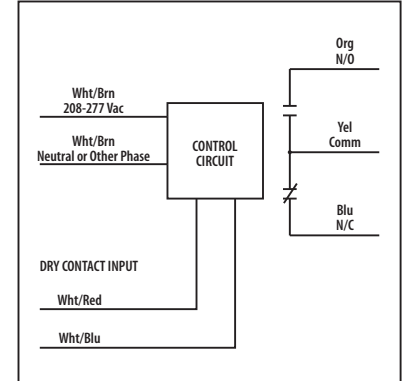 Org
N/O
Wht/Brn
208-277 Vac
Wht/Brn
Neutral or Other Phase
CONTROL
CIRCUIT
Yel
Comm
Blu
N/C
DRY CONTACT INPUT
Wht/Red
Wht/Blu